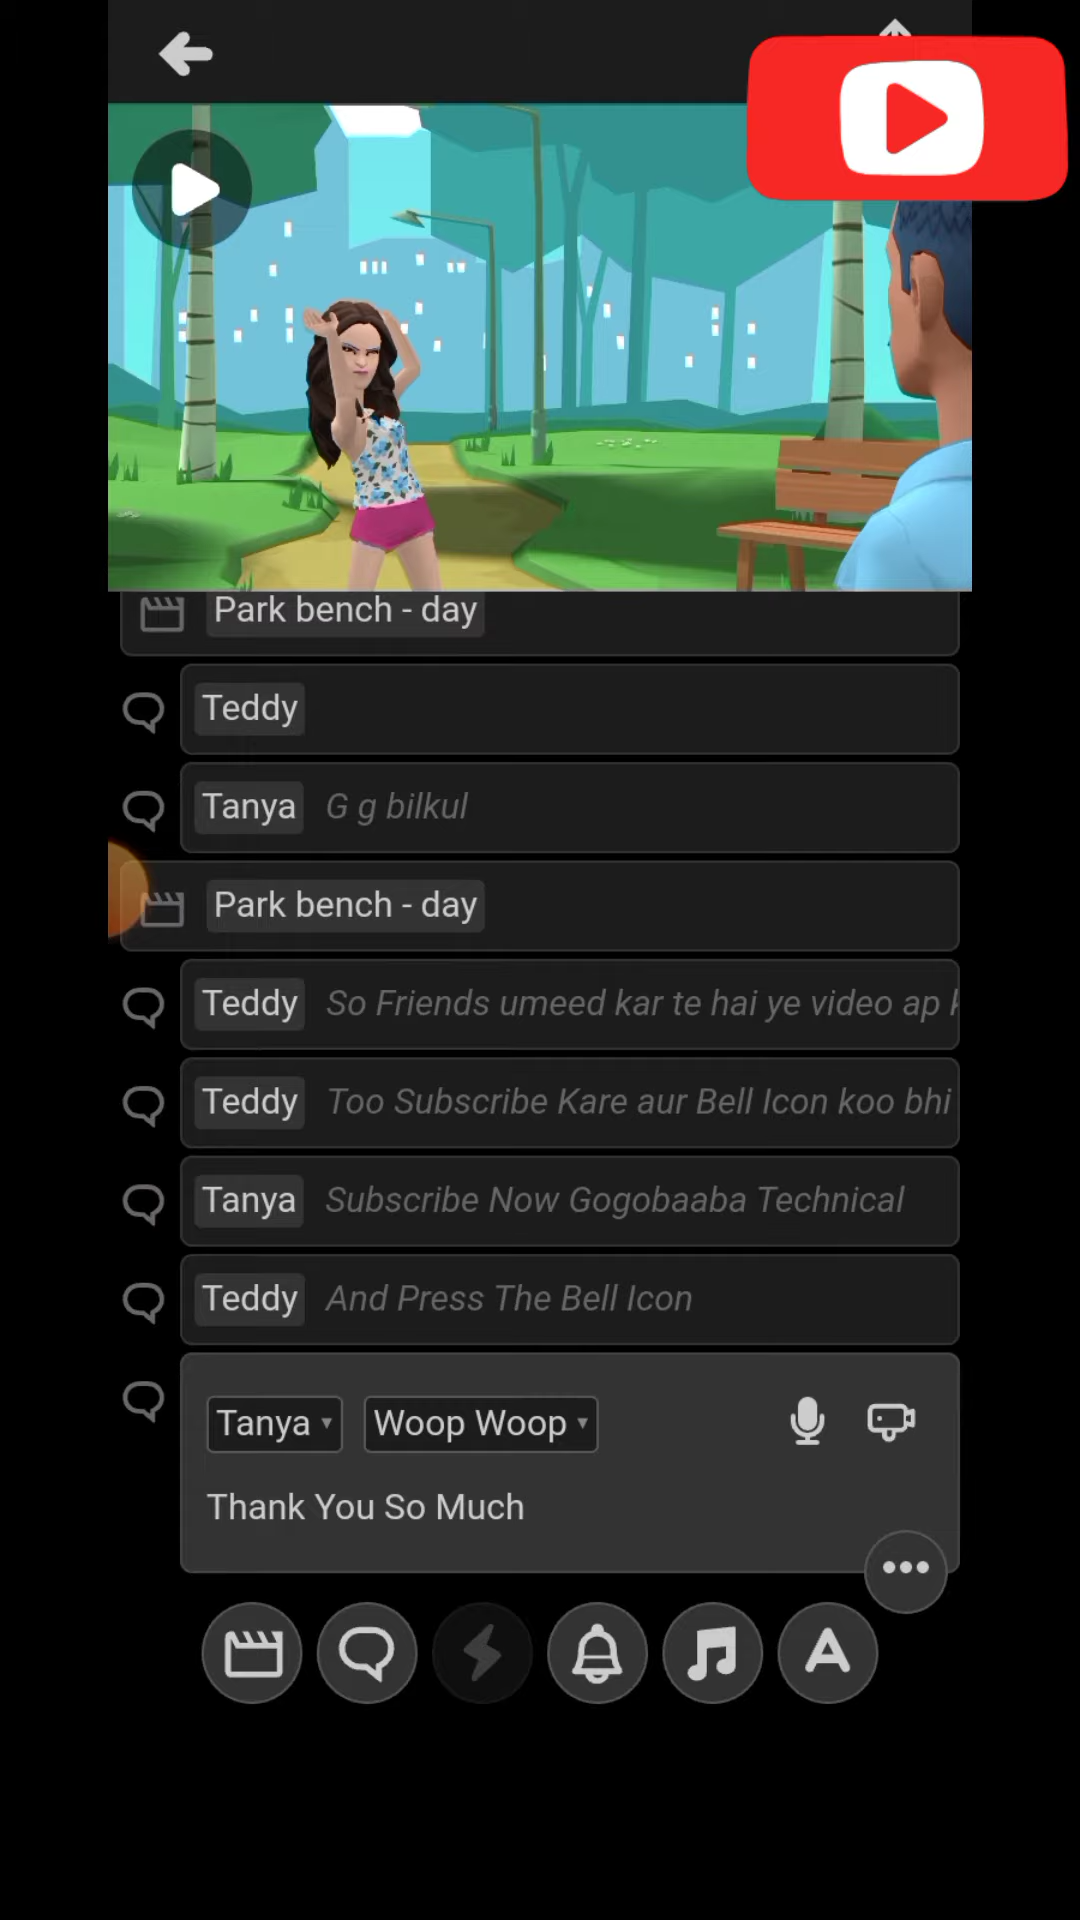 Park bench - day
Teddy
Tanya G g bilkul
Park bench - day
Teddy So Friends umeed kar te hai ye video ap
Teddy Too Subscribe Kare aur Bell Icon koo bhi
Tanya Subscribe Now Gogobaaba Technical
Teddy And Press The Bell Icon
Tanya Woop Woop
Thank You So Much